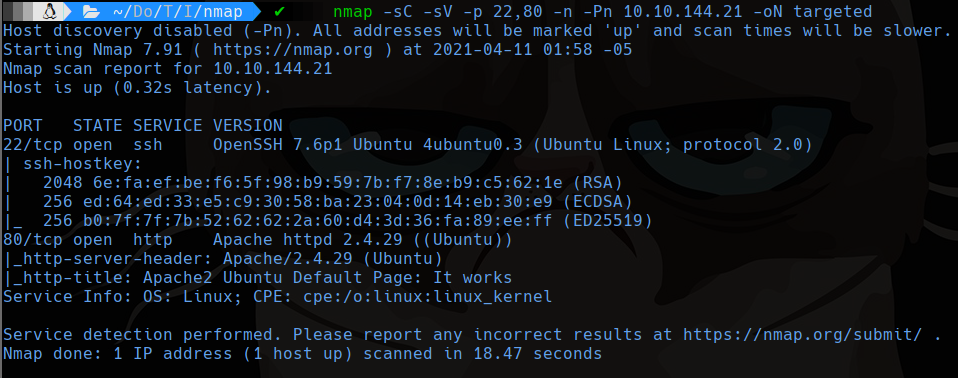 ~/Do/T/I/nmap ✔ nmap -sC -sV -p 22,80 -n -Pn 10.10.144.21 -oN targeted
Host discovery disabled (-Pn). All addresses will be marked 'up' and scan times will be slower.
Starting Nmap 7.91 ( https://nmap.org ) at 2021-04-11 01:58 -05
Nmap scan report for 10.10.144.21
Host is up (0.32s latency).

PORT   STATE SERVICE VERSION
22/tcp open  ssh     OpenSSH 7.6p1 Ubuntu 4ubuntu0.3 (Ubuntu Linux; protocol 2.0)
| ssh-hostkey:
|   2048 6e:fa:ef:be:f6:5f:98:b9:59:7b:f7:8e:b9:c5:62:1e (RSA)
|   256 ed:64:ed:33:e5:c9:30:58:ba:23:04:0d:14:eb:30:e9 (ECDSA)
|_  256 b0:7f:7f:7b:52:62:62:2a:60:d4:3d:36:fa:89:ee:ff (ED25519)
80/tcp open  http    Apache httpd 2.4.29 ((Ubuntu))
|_http-server-header: Apache/2.4.29 (Ubuntu)
|_http-title: Apache2 Ubuntu Default Page: It works
Service Info: OS: Linux; CPE: cpe:/o:linux:linux_kernel

Service detection performed. Please report any incorrect results at https://nmap.org/submit/ .
Nmap done: 1 IP address (1 host up) scanned in 18.47 seconds